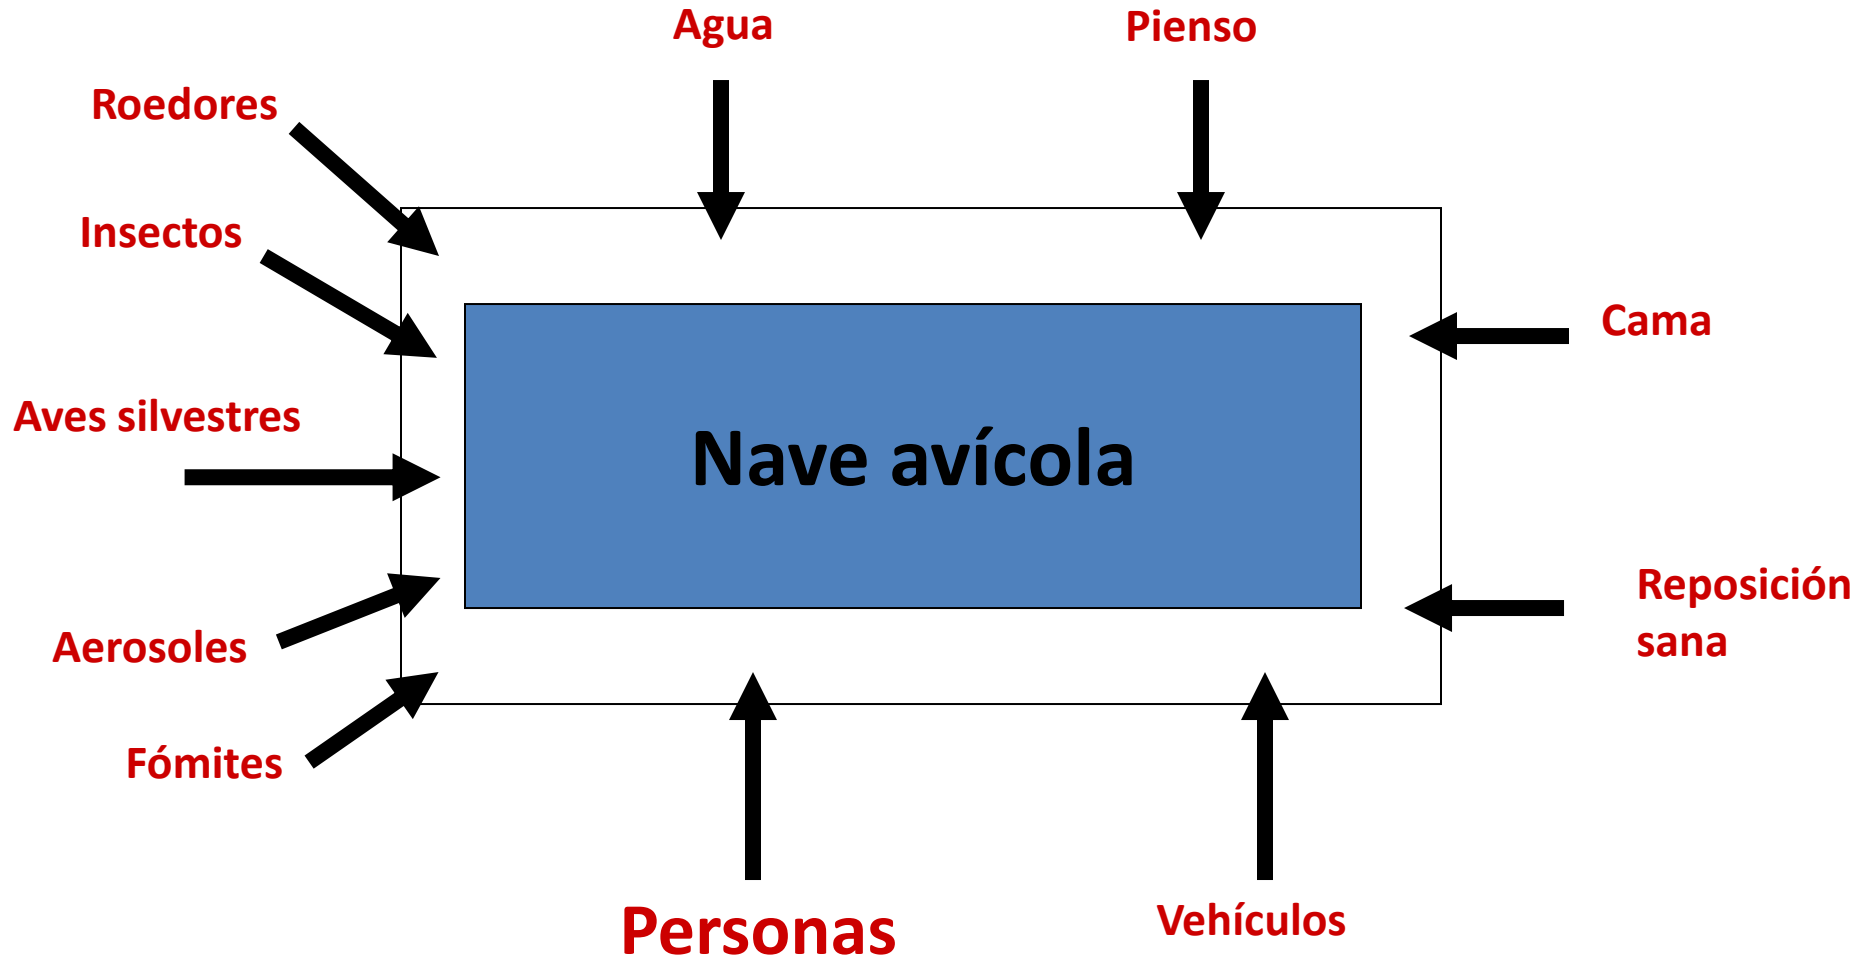 Agua
Pienso
Roedores
Insectos
Cama
Aves silvestres
Nave avícola
Reposición
sana
Aerosoles
Fómites
Personas
Vehículos